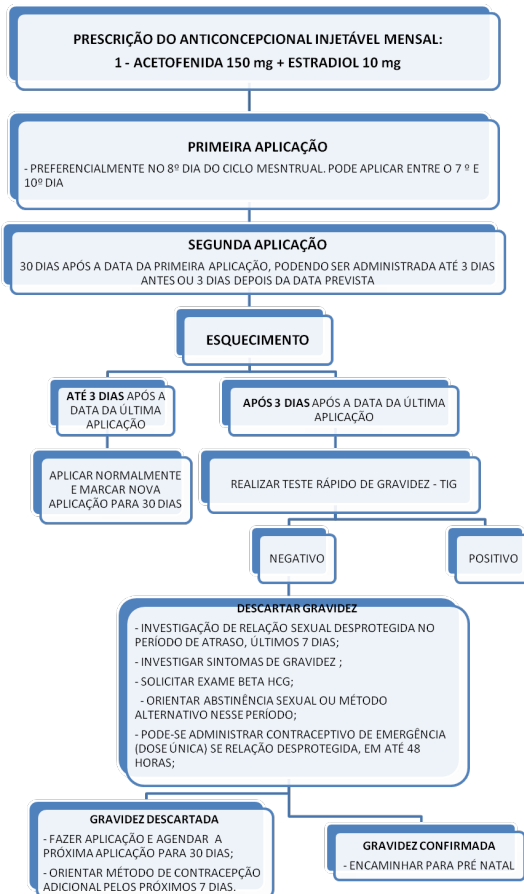 PRESCRIÇÃO DO ANTICONCEPCIONAL INJETÁVEL MENSAL:
1 - ACETOFENIDA 150 mg + ESTRADIOL 10 mg
PRIMEIRA APLICAÇÃO
- PREFERENCIALMENTE NO 8º DIA DO CICLO MESNTRUAL. PODE APLICAR ENTRE O 7 º E
10º DIA
SEGUNDA APLICAÇÃO
30 DIAS APÓS A DATA DA PRIMEIRA APLICAÇÃO, PODENDO SER ADMINISTRADA ATÉ 3 DIAS
ANTES OU 3 DIAS DEPOIS DA DATA PREVISTA
ESQUECIMENTO
ATÉ 3 DIAS APÓS A
DATA DA ÚLTIMA
APLICAÇÃO
APÓS 3 DIAS APÓS A DATA DA ÚLTIMA
APLICAÇÃO
APLICAR NORMALMENTE
E MARCAR NOVA
APLICAÇÃO PARA 30 DIAS
REALIZAR TESTE RÁPIDO DE GRAVIDEZ - TIG
NEGATIVO
POSITIVO
DESCARTAR GRAVIDEZ
- INVESTIGAÇÃO DE RELAÇÃO SEXUAL DESPROTEGIDA NO
PERÍODO DE ATRASO, ÚLTIMOS 7 DIAS;
- INVESTIGAR SINTOMAS DE GRAVIDEZ ;
- SOLICITAR EXAME BETA HCG;
- ORIENTAR ABSTINÊNCIA SEXUAL OU MÉTODO
ALTERNATIVO NESSE PERÍODO;
- PODE-SE ADMINISTRAR CONTRACEPTIVO DE EMERGÊNCIA
(DOSE ÚNICA) SE RELAÇÃO DESPROTEGIDA, EM ATÉ 48
HORAS;
GRAVIDEZ DESCARTADA
- FAZER APLICAÇÃO E AGENDAR A
PRÓXIMA APLICAÇÃO PARA 30 DIAS;
- ORIENTAR MÉTODO DE CONTRACEPÇÃO
ADICIONAL PELOS PRÓXIMOS 7 DIAS.
GRAVIDEZ CONFIRMADA
- ENCAMINHAR PARA PRÉ NATAL